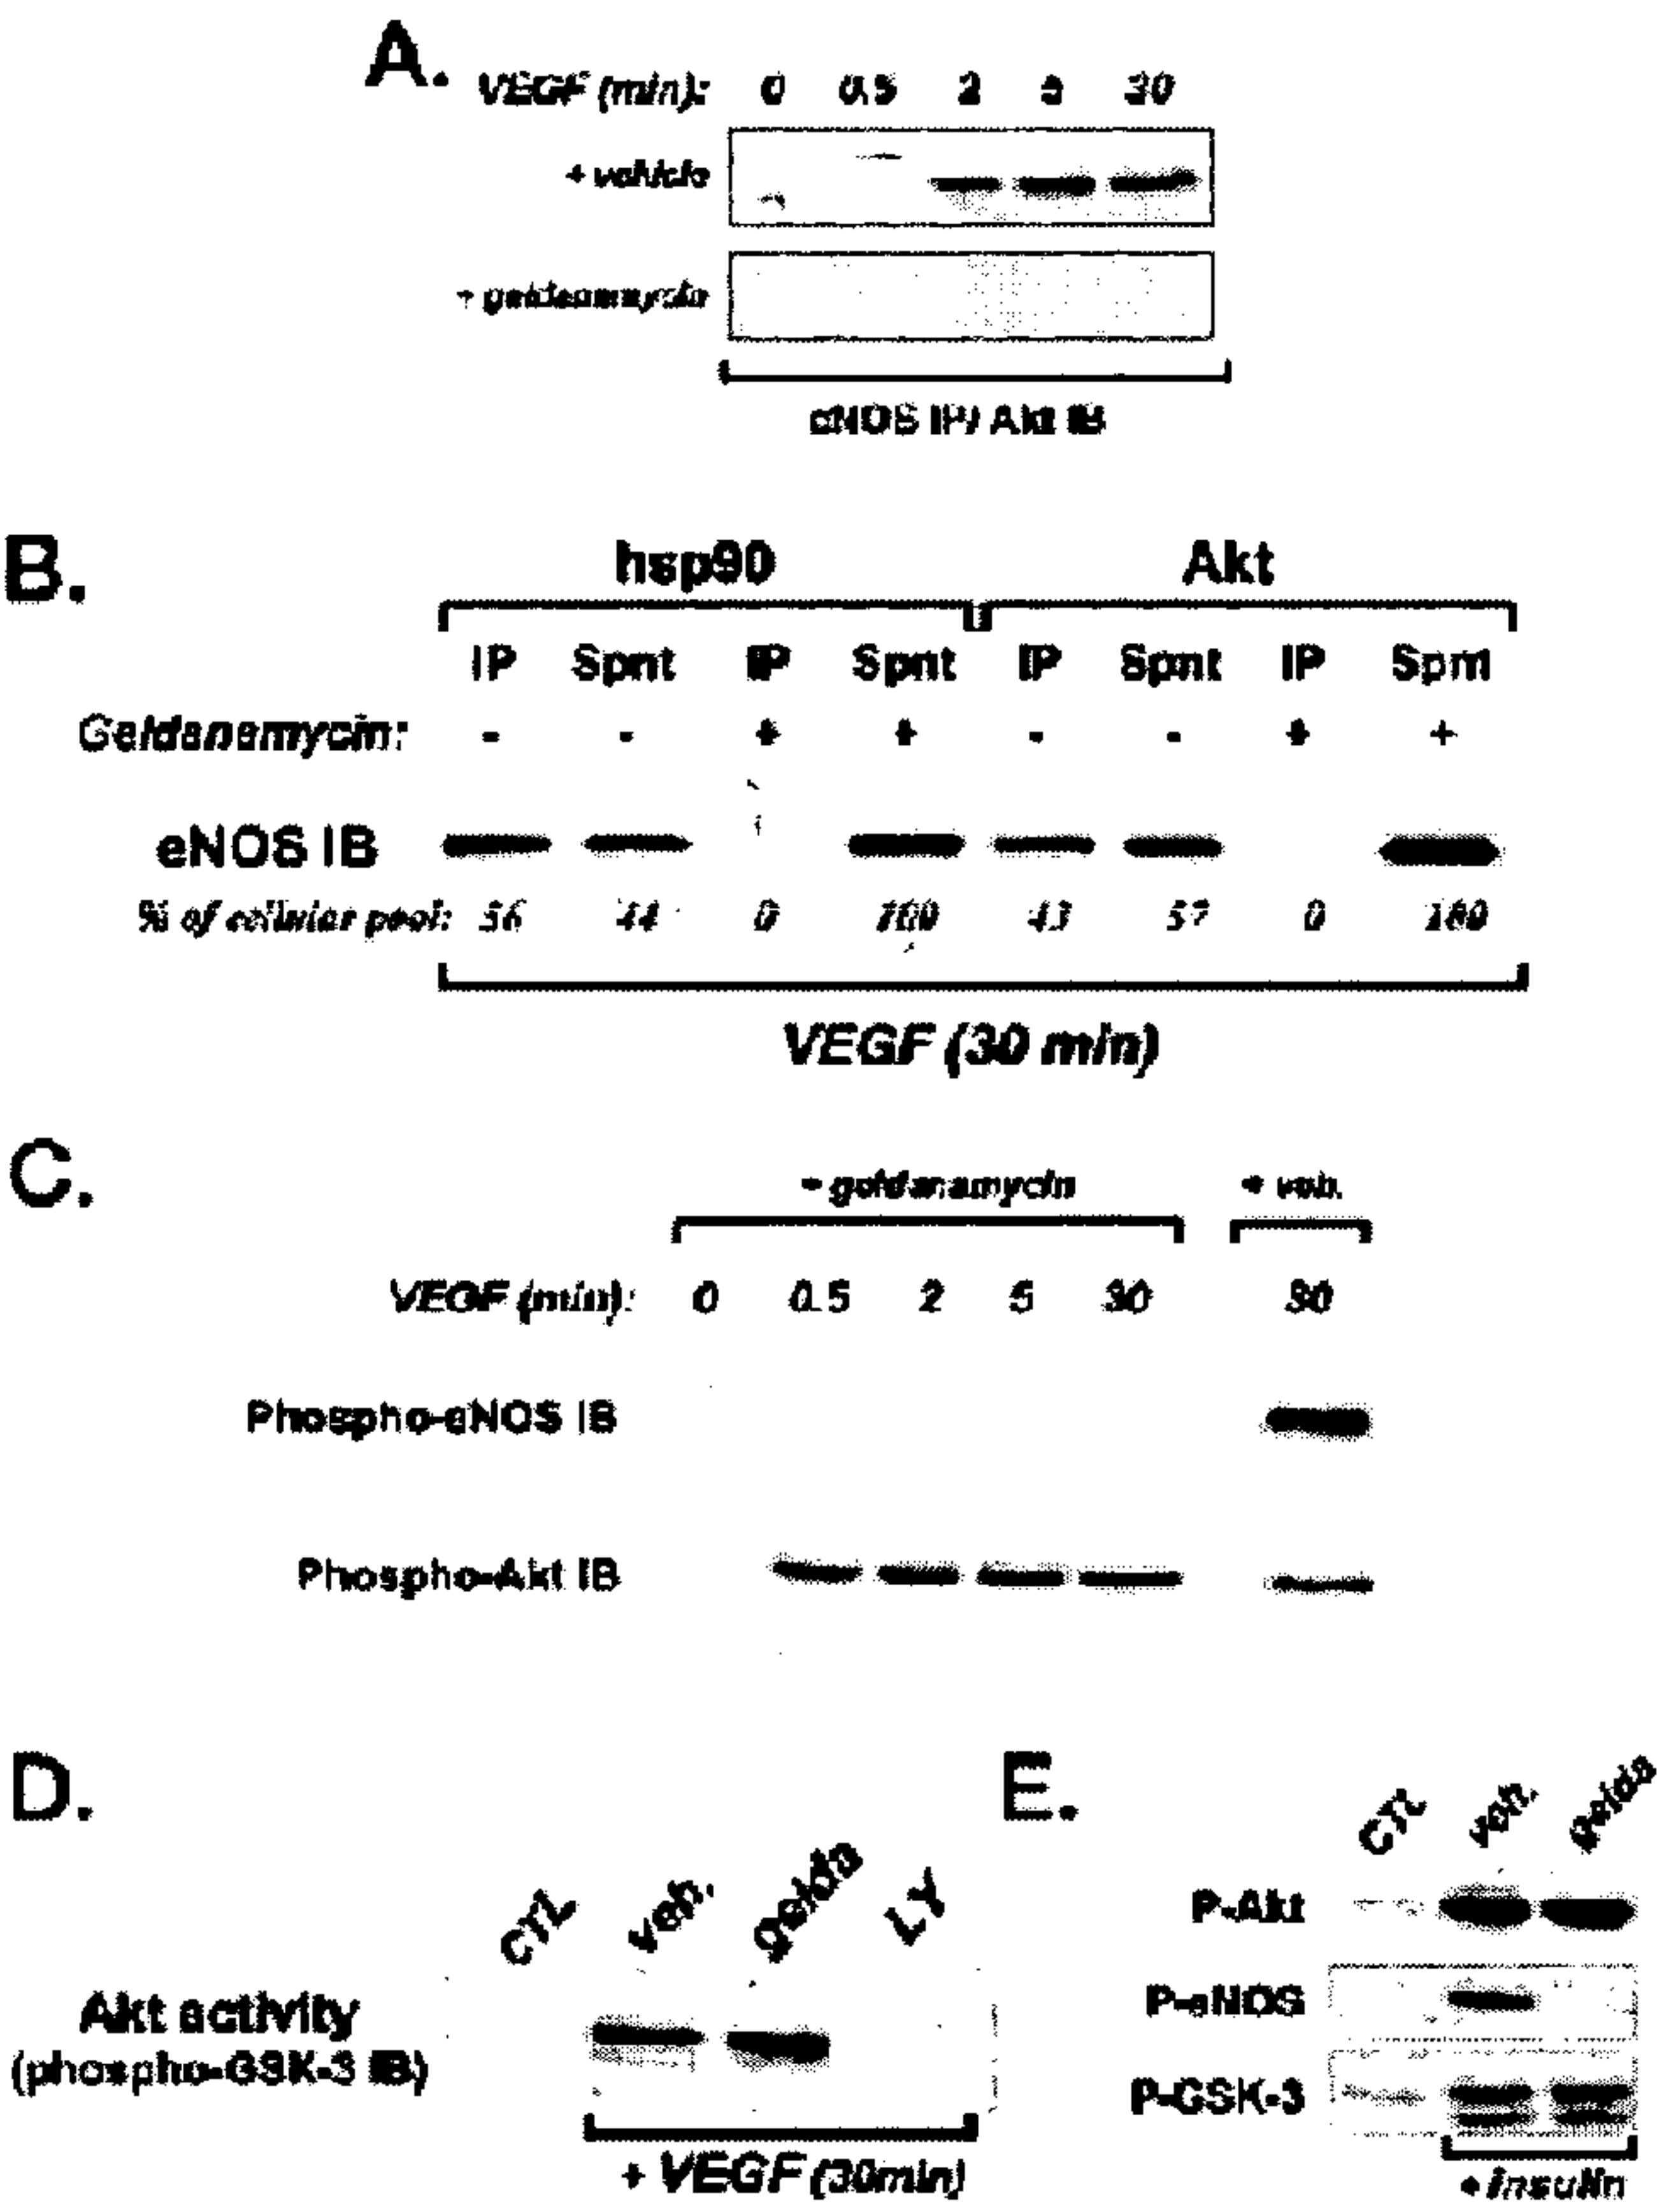 A.
VEGF (min): 0 0.5 2 5 30
+ vehicle
+ geldanamycin
eNOS IP/ Akt IB
B.
hsp90 Akt
IP Spnt IP Spnt IP Spnt IP Spnt
Geldanamycin: - - + + - - + +
eNOS IB
% of cellular pool: 56 44 0 100 43 57 0 100
VEGF (30 min)
C.
+ geldanamycin + veh.
VEGF (min): 0 0.5 2 5 30 30
Phospho-eNOS IB
Phospho-Akt IB
D.
CTL veh. gelda LY
Akt activity
(phospho-GSK-3 IB)
+ VEGF (30min)
E.
CTL veh. gelda
P-Akt
P-eNOS
P-GSK-3
+ insulin